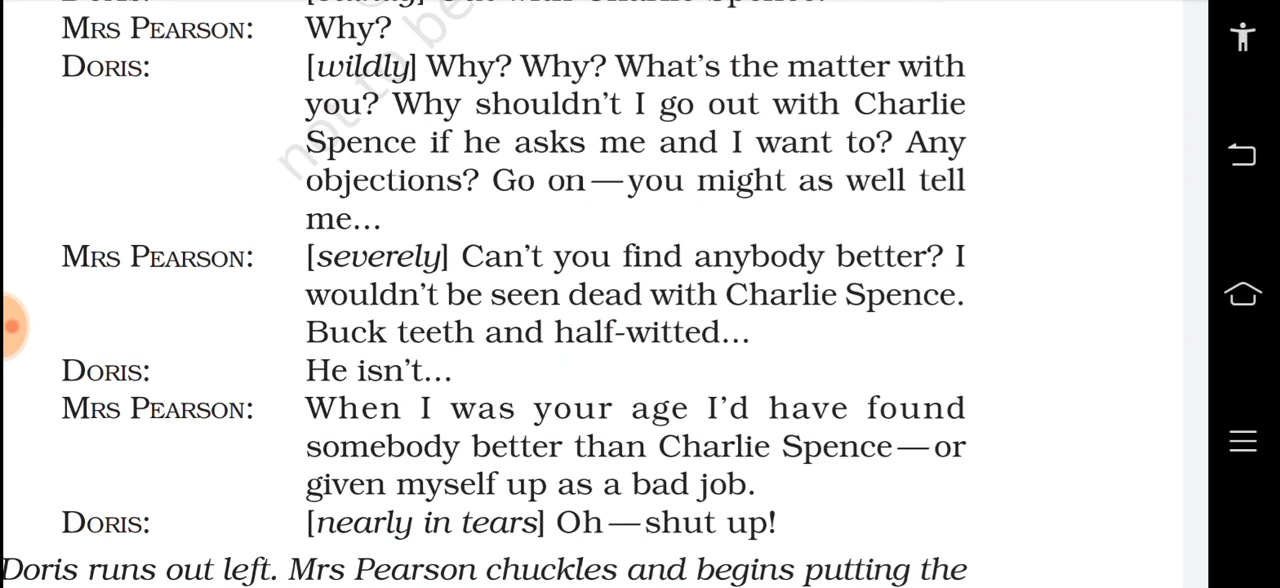 MRS PEARSON: Why?
DORIS: [wildly] Why? Why? What's the matter with
you? Why shouldn't I go out with Charlie
Spence if he asks me and I want to? Any
objections? Go on—you might as well tell
me...
MRS PEARSON: [severely] Can't you find anybody better? I
wouldn't be seen dead with Charlie Spence.
Buck teeth and half-witted...
DORIS: He isn't...
MRS PEARSON: When I was your age I'd have found
somebody better than Charlie Spence—or
given myself up as a bad job.
DORIS: [nearly in tears] Oh—shut up!
Doris runs out left. Mrs Pearson chuckles and begins putting the
not to be